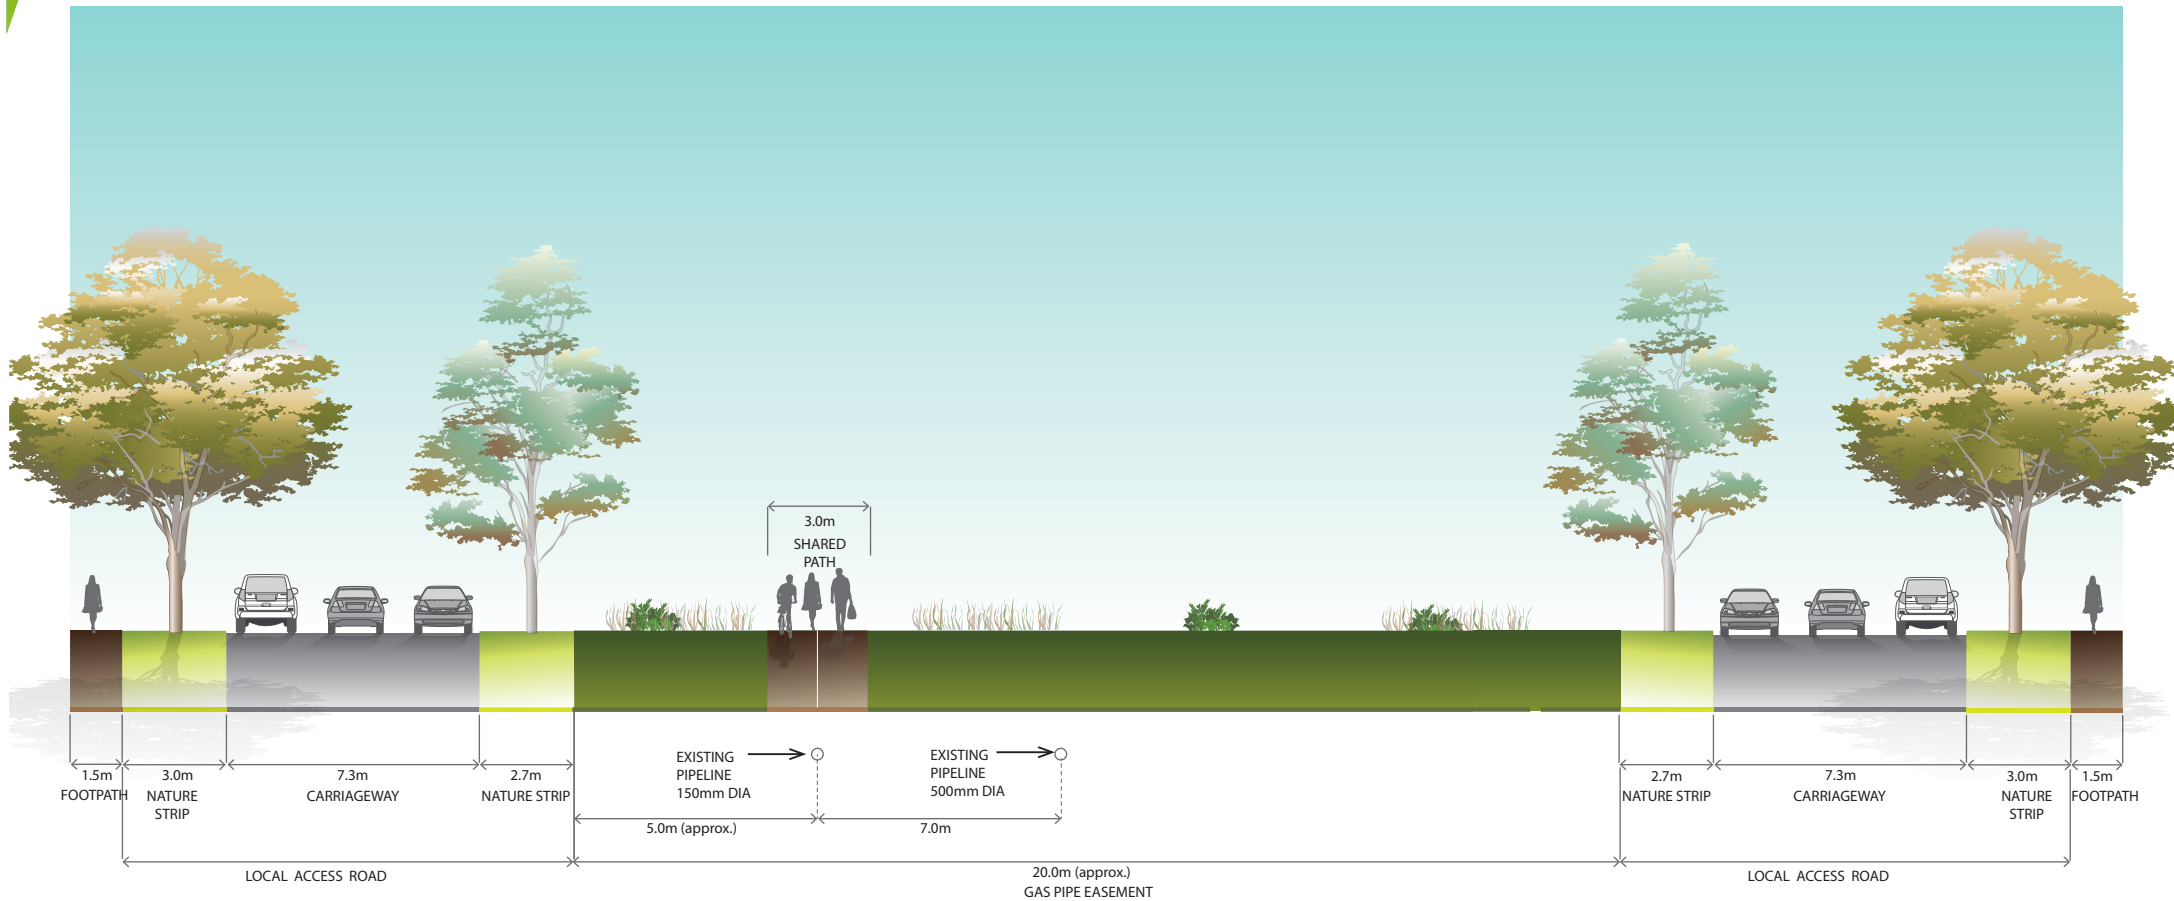 3.0m
SHARED
PATH
EXISTING
PIPELINE
150mm DIA
EXISTING
PIPELINE
500mm DIA
1.5m
FOOTPATH
3.0m
NATURE
STRIP
7.3m
CARRIAGEWAY
2.7m
NATURE STRIP
2.7m
NATURE STRIP
7.3m
CARRIAGEWAY
3.0m
NATURE
STRIP
1.5m
FOOTPATH
5.0m (approx.)
7.0m
LOCAL ACCESS ROAD
20.0m (approx.)
GAS PIPE EASEMENT
LOCAL ACCESS ROAD